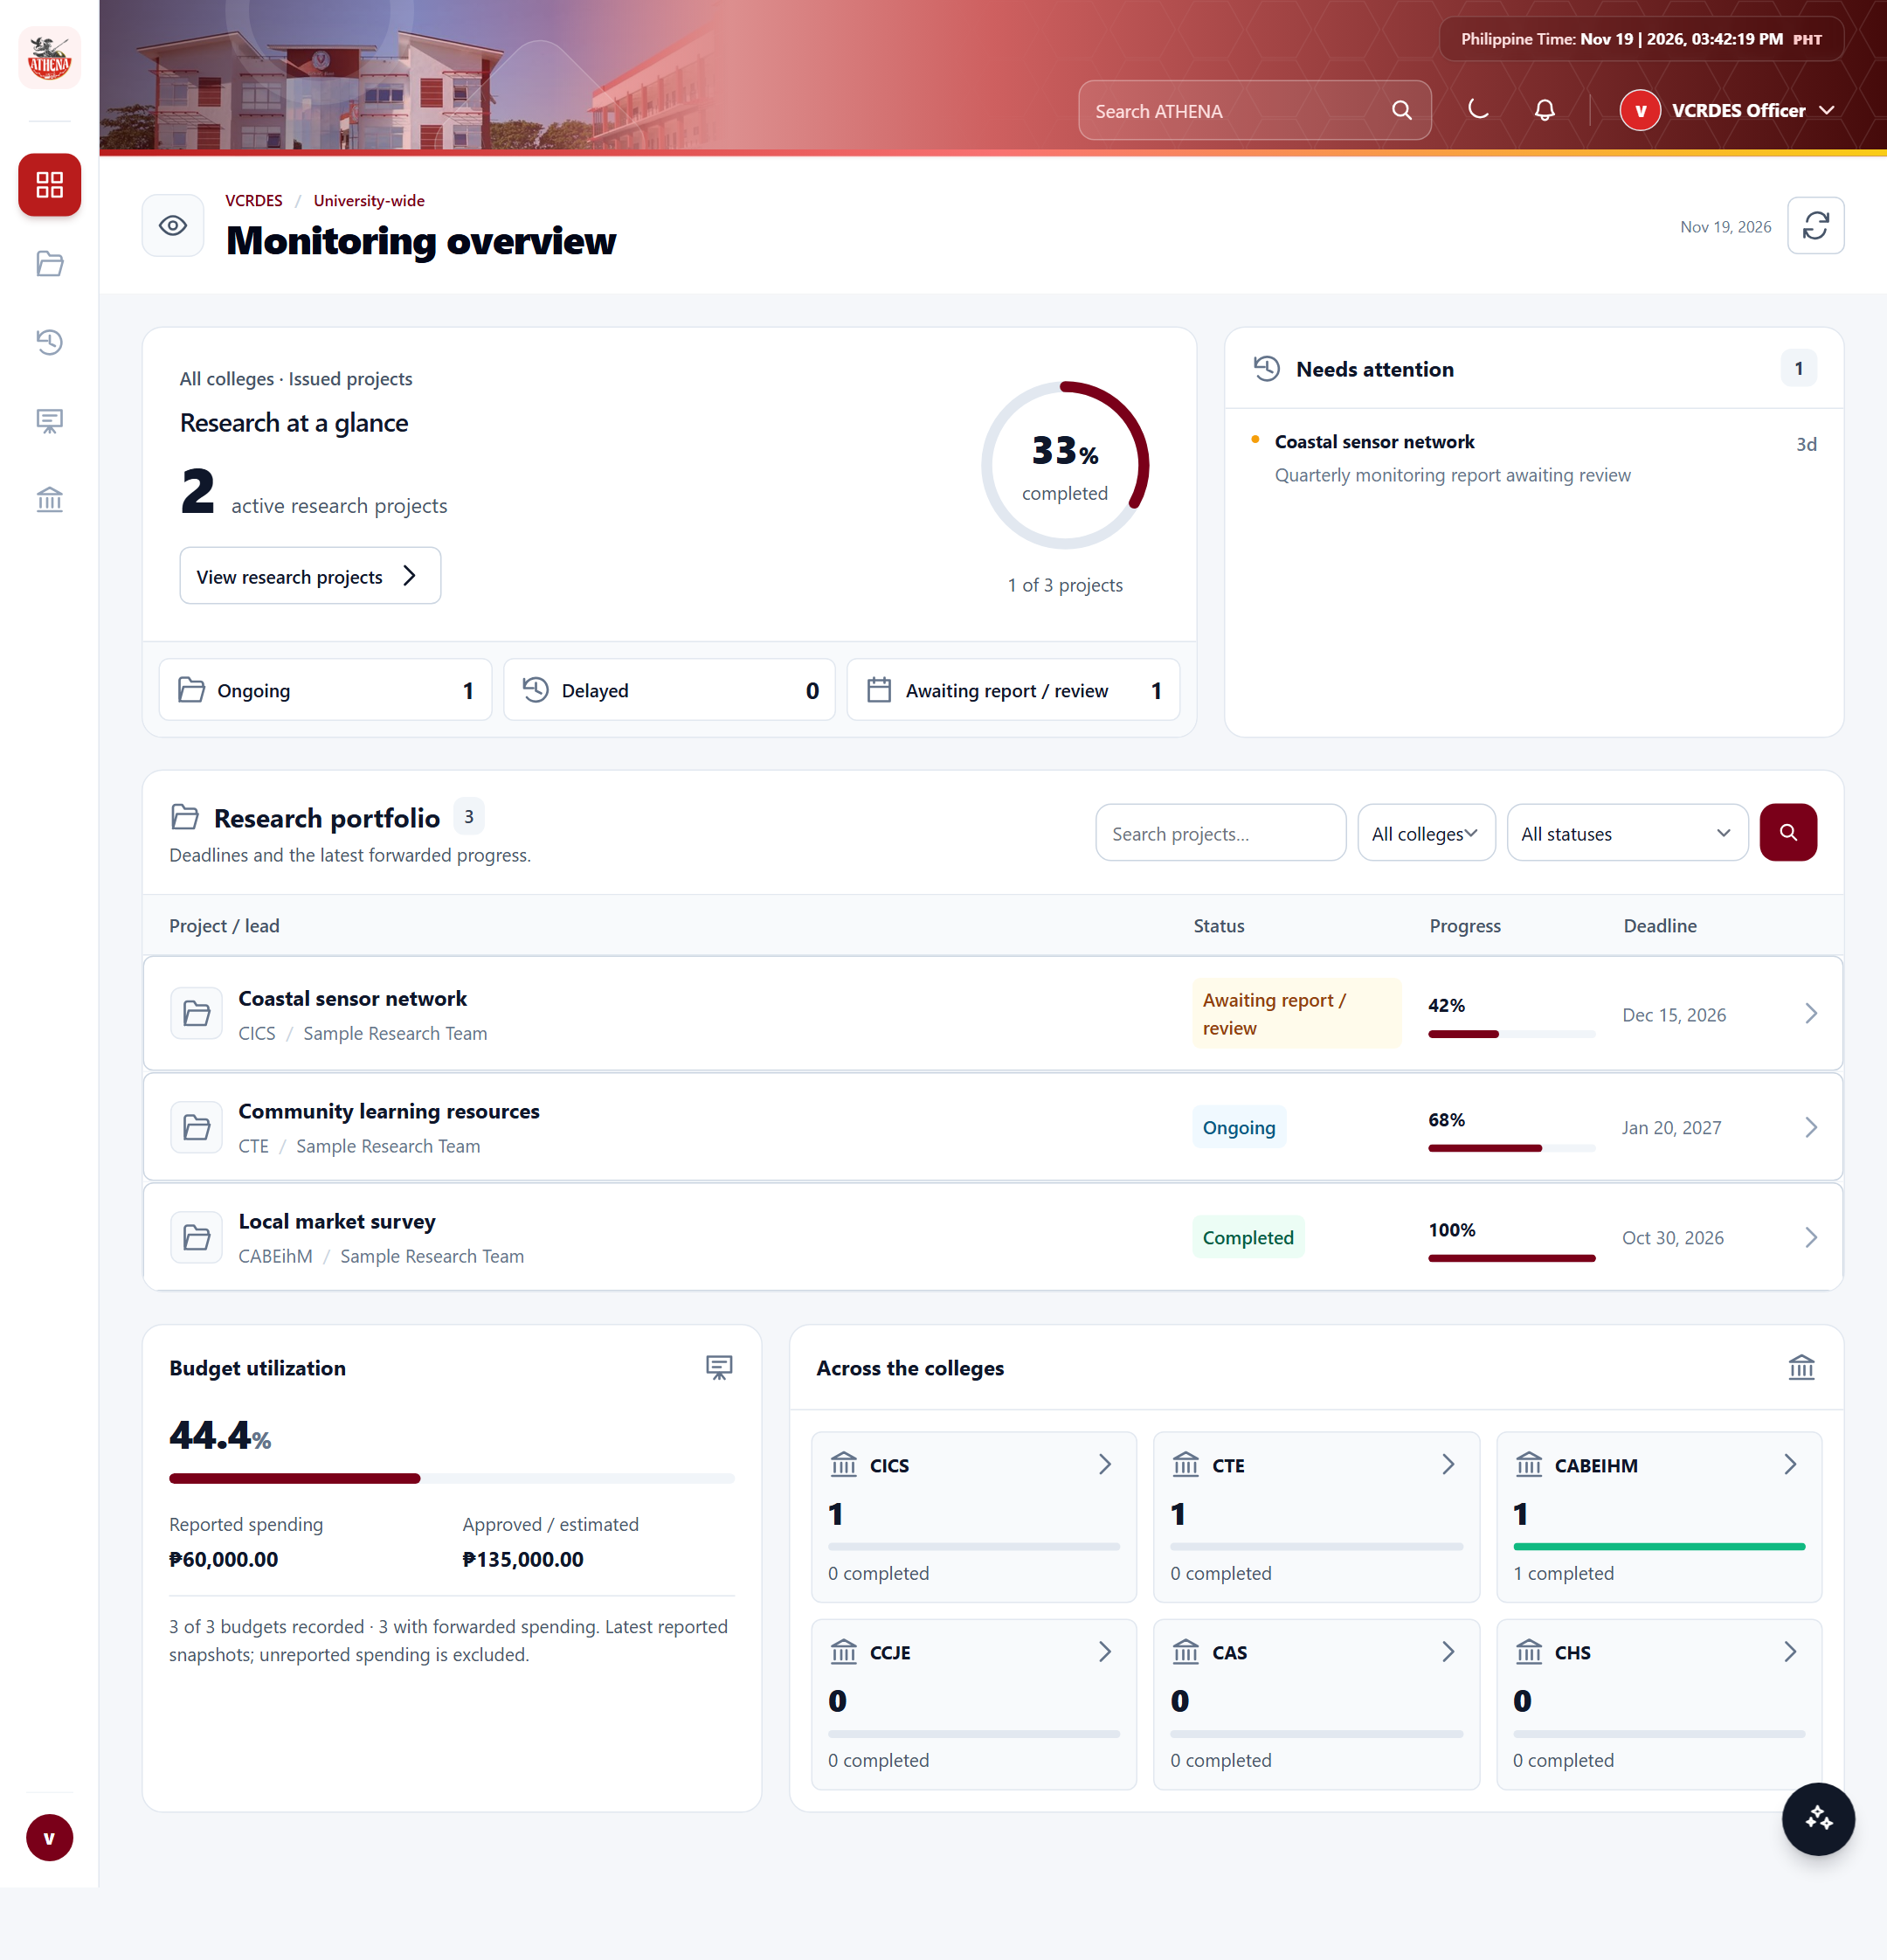 ATHENA
Philippine Time: Nov 19 | 2026, 03:42:19 PM PHT
Search ATHENA
V
VCRDES Officer
VCRDES / University-wide
Monitoring overview
Nov 19, 2026
All colleges · Issued projects
Research at a glance
2 active research projects
View research projects
33%
completed
1 of 3 projects
Ongoing 1
Delayed 0
Awaiting report / review 1
Needs attention 1
Coastal sensor network 3d
Quarterly monitoring report awaiting review
Research portfolio 3
Deadlines and the latest forwarded progress.
Search projects...
All colleges
All statuses
Project / lead Status Progress Deadline
Coastal sensor network
CICS / Sample Research Team
Awaiting report /
review
42%
Dec 15, 2026
Community learning resources
CTE / Sample Research Team
Ongoing
68%
Jan 20, 2027
Local market survey
CABEihM / Sample Research Team
Completed
100%
Oct 30, 2026
Budget utilization
44.4%
Reported spending
₱60,000.00
Approved / estimated
₱135,000.00
3 of 3 budgets recorded · 3 with forwarded spending. Latest reported
snapshots; unreported spending is excluded.
Across the colleges
CICS
1
0 completed
CTE
1
0 completed
CABEIHM
1
1 completed
CCJE
0
0 completed
CAS
0
0 completed
CHS
0
0 completed
V